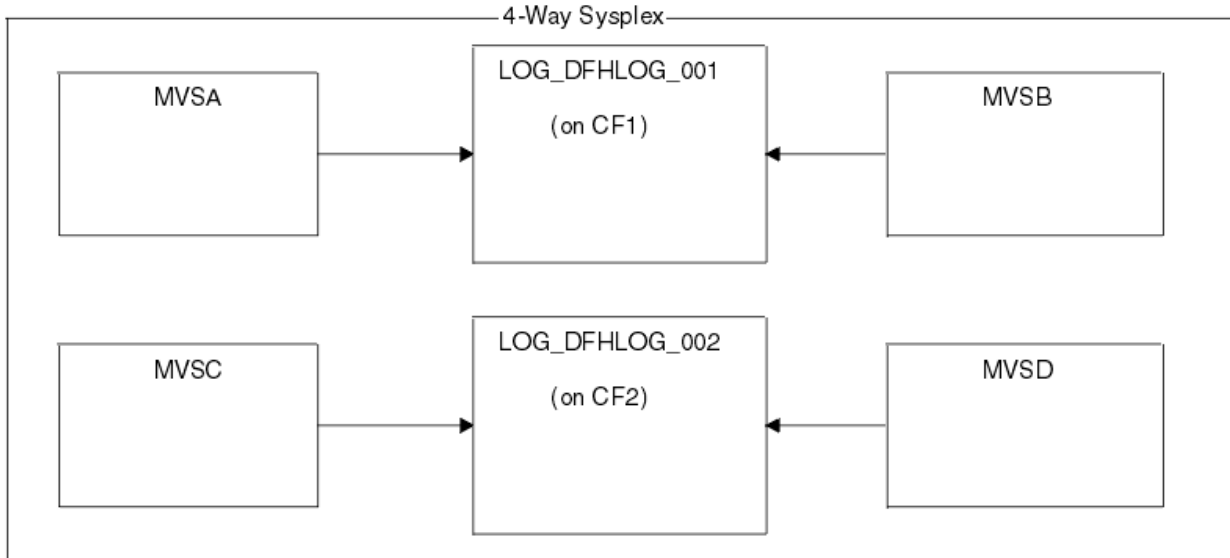 4-Way Sysplex
MVSA
LOG_DFHLOG_001
(on CF1)
MVSB
MVSC
LOG_DFHLOG_002
(on CF2)
MVSD